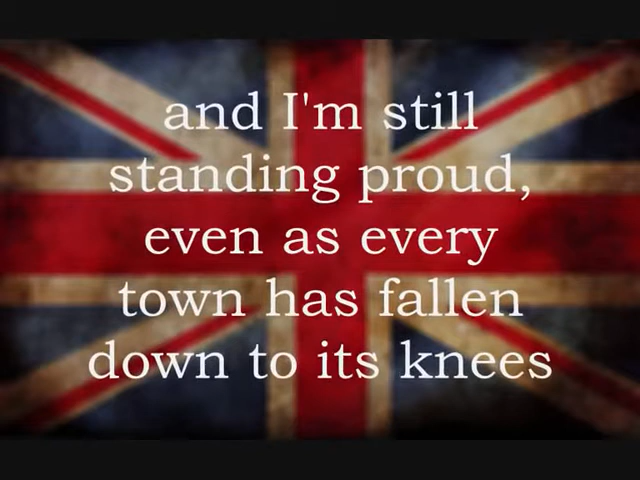 and I'm still
standing proud,
even as every
town has fallen
down to its knees